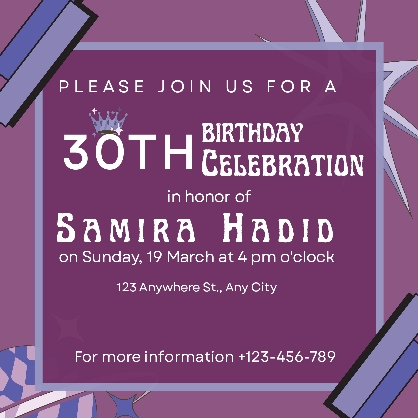 PLEASE JOIN US FOR A
30TH BIRTHDAY
CELEBRATION
in honor of
SAMIRA HADID
on Sunday, 19 March at 4 pm o'clock
123 Anywhere St., Any City
For more information +123-456-789